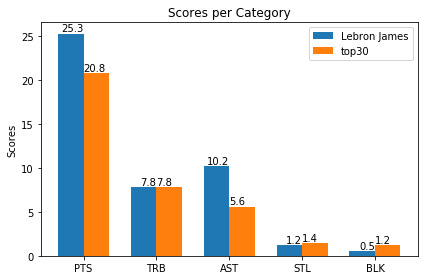 Scores per Category
Lebron James
top30
Scores
25
20
15
10
5
0
25.3
20.8
7.8 7.8
10.2
5.6
1.2 1.4
0.5 1.2
PTS TRB AST STL BLK